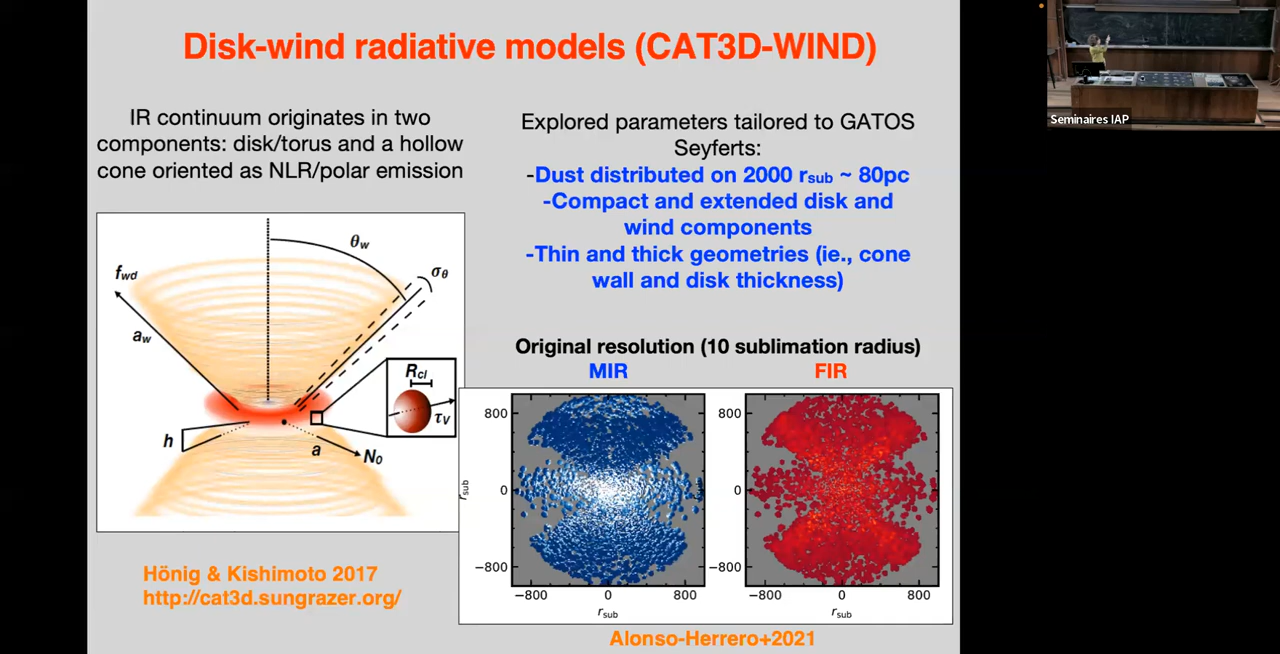 Disk-wind radiative models (CAT3D-WIND)
IR continuum originates in two
components: disk/torus and a hollow
cone oriented as NLR/polar emission
Explored parameters tailored to GATOS
Seyferts:
-Dust distributed on 2000 rsub ~ 80pc
-Compact and extended disk and
wind components
-Thin and thick geometries (ie., cone
wall and disk thickness)
θw
σθ
fwd
aw
Rcl
τV
h
a
N0
Original resolution (10 sublimation radius)
MIR
FIR
800
0
−800
rsub
−800 0 800
rsub
800
0
−800
−800 0 800
rsub
Hönig & Kishimoto 2017
http://cat3d.sungrazer.org/
Alonso-Herrero+2021
Seminaires IAP